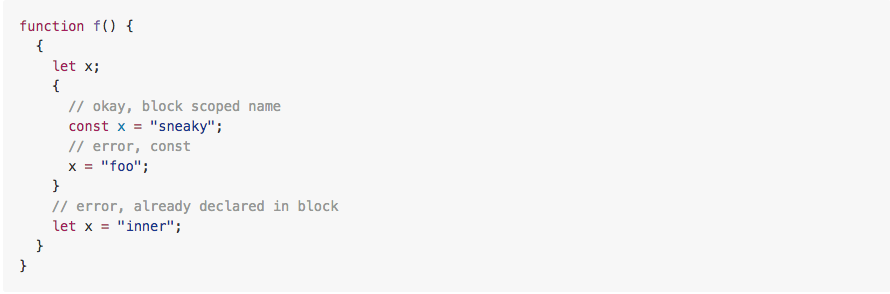 function f() {
  {
    let x;
    {
      // okay, block scoped name
      const x = "sneaky";
      // error, const
      x = "foo";
    }
    // error, already declared in block
    let x = "inner";
  }
}